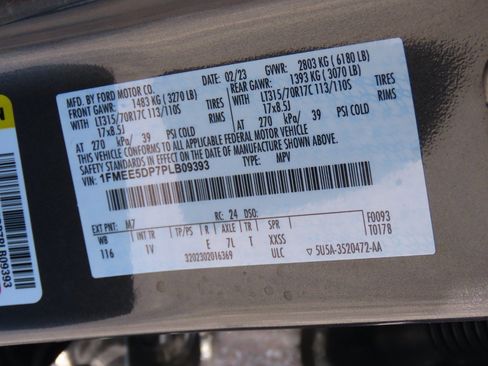 MFD. BY FORD MOTOR CO.
DATE: 02/23 GVWR: 2803 KG ( 6180 LB)
FRONT GAWR: 1483 KG ( 3270 LB)
REAR GAWR: 1393 KG ( 3070 LB)
WITH LT315/70R17C 113/110S TIRES
WITH LT315/70R17C 113/110S TIRES
17x8.5J RIMS
17x8.5J RIMS
AT 270 kPa/ 39 PSI COLD
AT 270 kPa/ 39 PSI COLD
THIS VEHICLE CONFORMS TO ALL APPLICABLE FEDERAL MOTOR VEHICLE
SAFETY STANDARDS IN EFFECT ON THE DATE OF MANUFACTURE SHOWN ABOVE.
1FMEE5DP7PLB09393
TYPE: MPV
EXT PNT: M7 RC: 24 DSO: F0093
WB INT TR TP/PS R AXLE TR SPR T0178
116 1V E 7L T XXSS
3202302016369 ULC ▽ 5U5A-3520472-AA